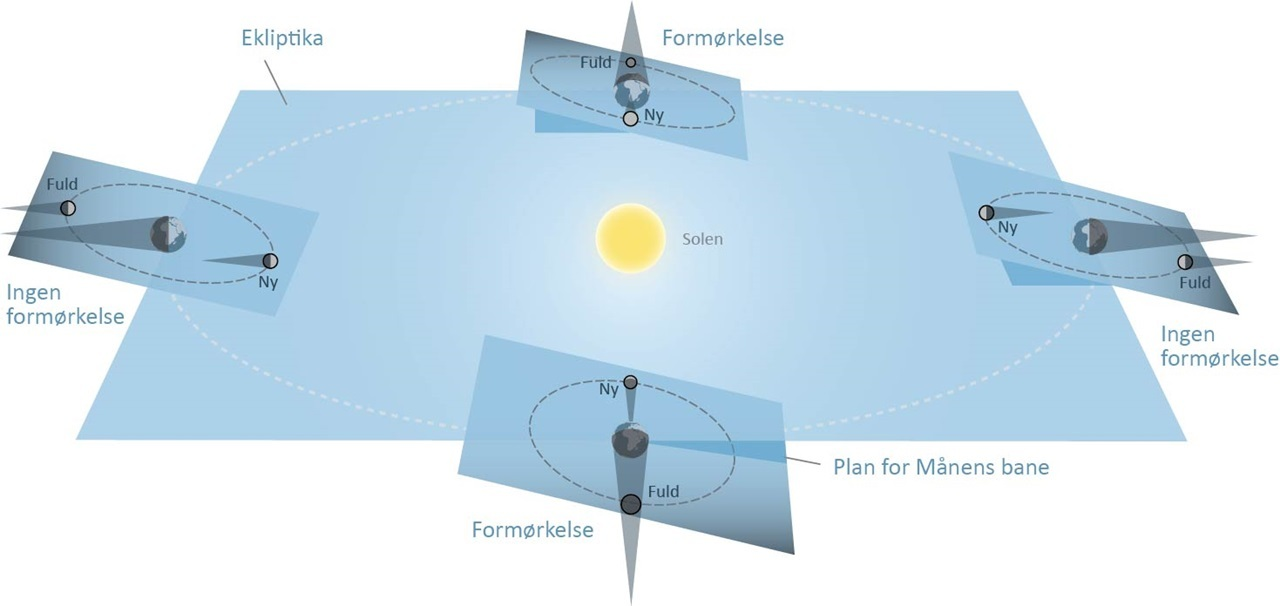 Ekliptika
Formørkelse
Fuld
Ny
Fuld
Ny
Ingen
formørkelse
Solen
Ny
Fuld
Ingen
formørkelse
Ny
Fuld
Formørkelse
Plan for Månens bane